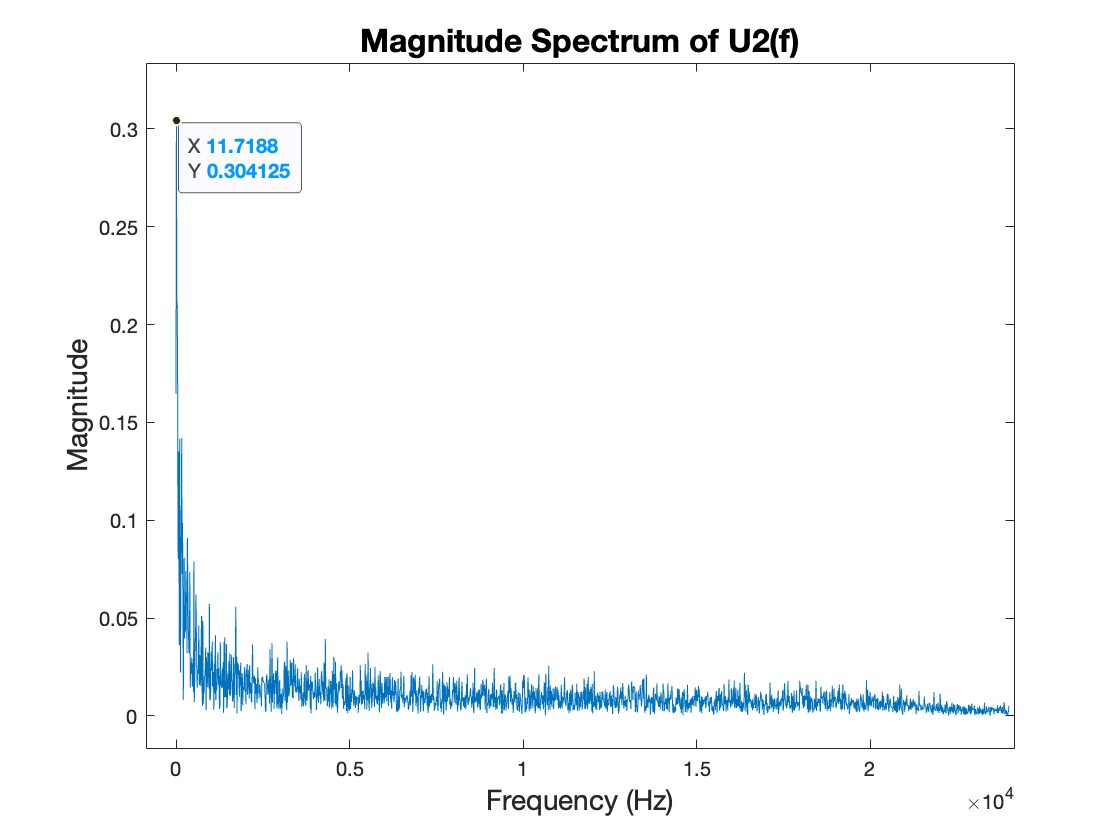 Magnitude Spectrum of U2(f)
X 11.7188
Y 0.304125
Magnitude
0.3
0.25
0.2
0.15
0.1
0.05
0
0 0.5 1 1.5 2
Frequency (Hz)
×10⁴